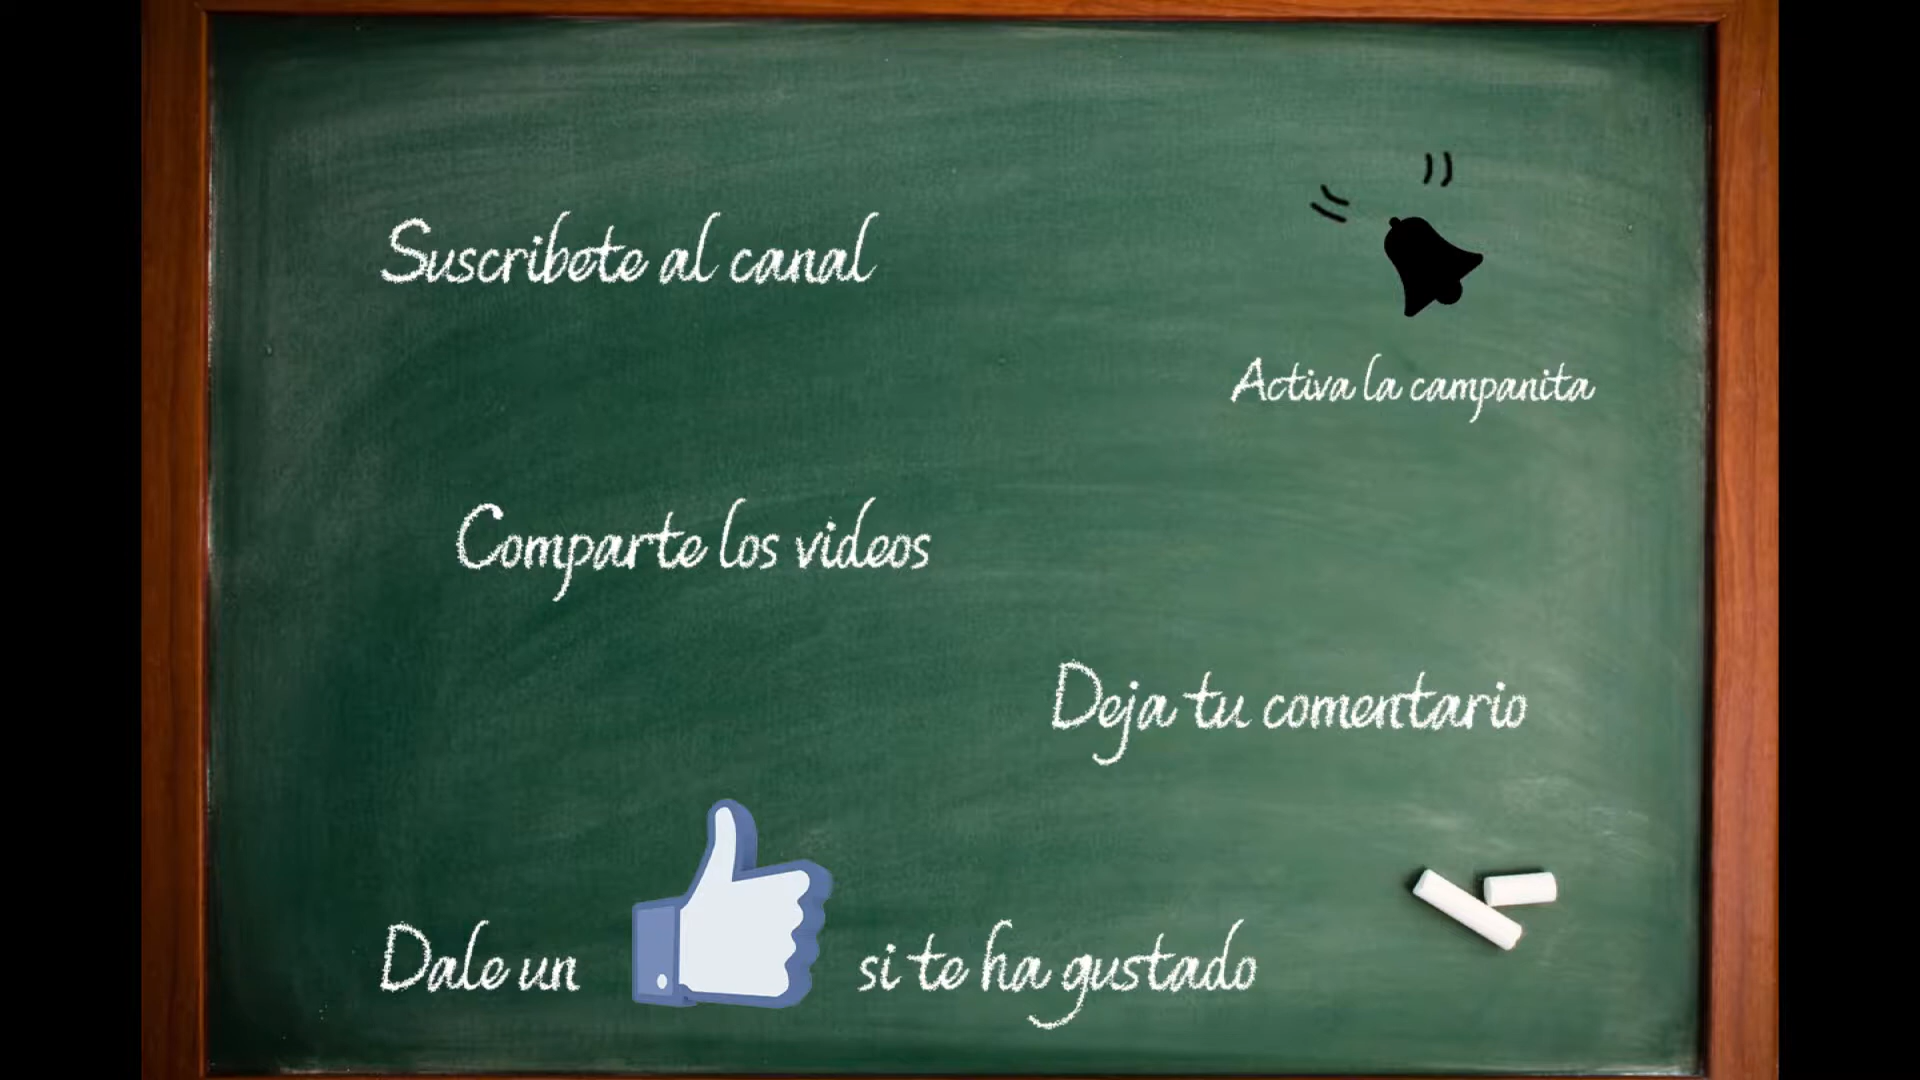 Suscribete al canal
Activa la campanita
Comparte los videos
Deja tu comentario
Dale un si te ha gustado